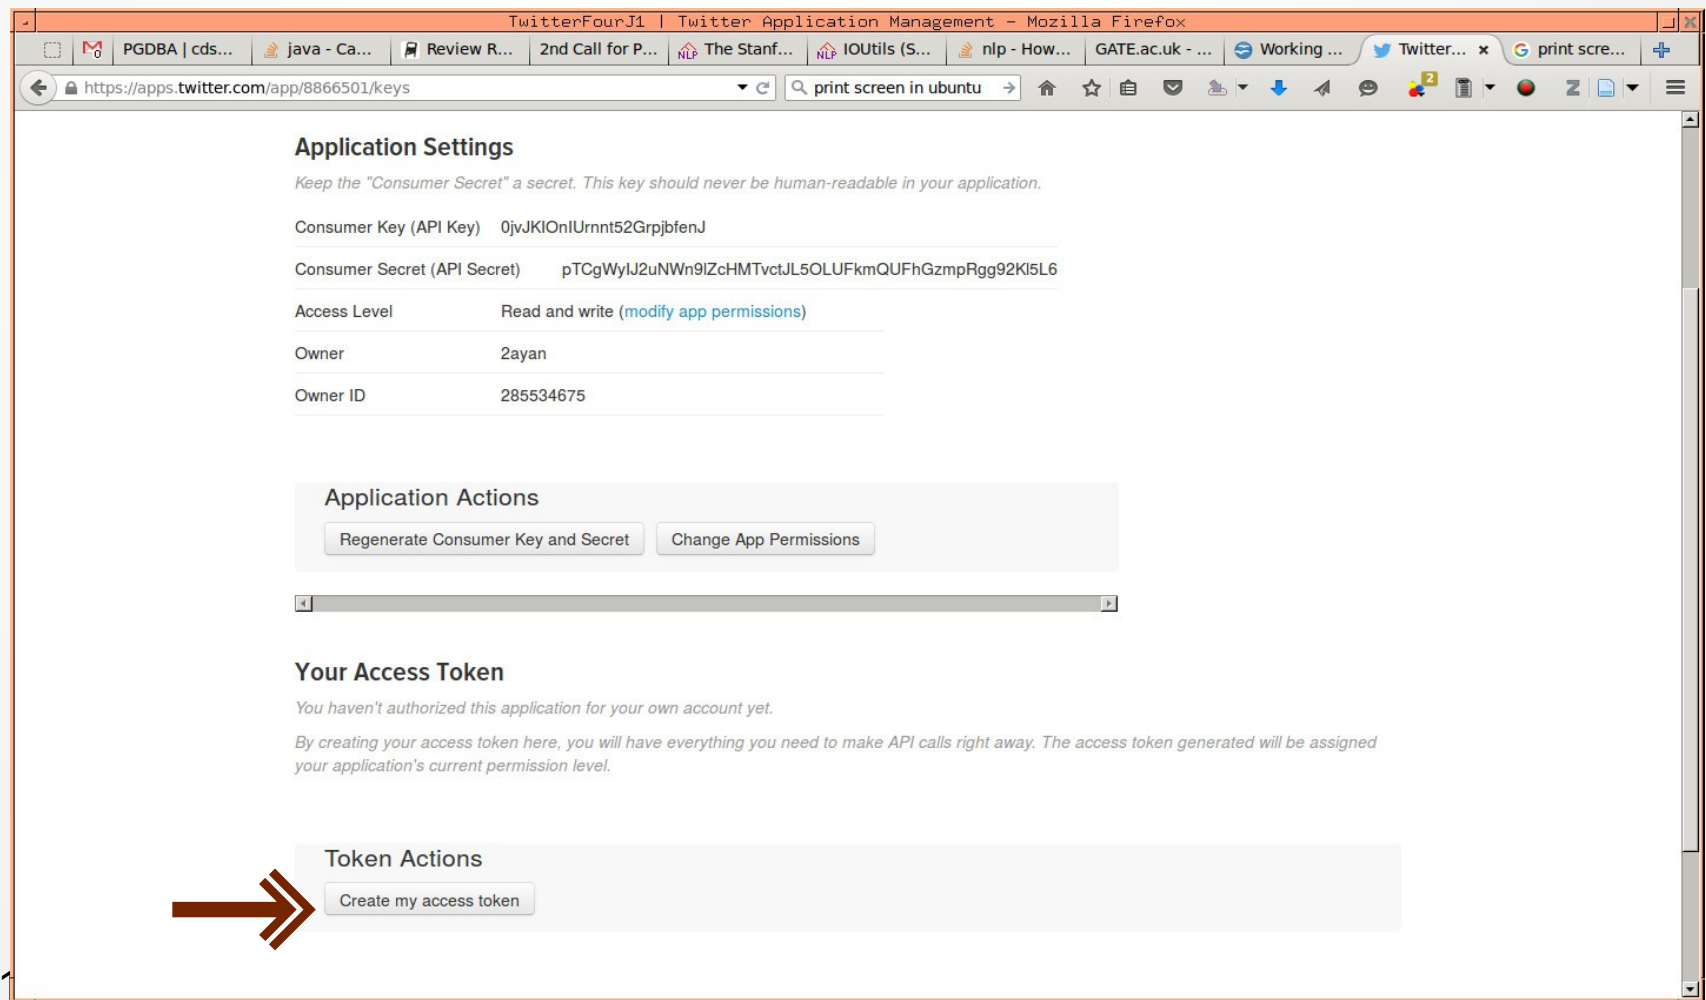 TwitterFourJ1 | Twitter Application Management - Mozilla Firefox
PGDBA | cds... java - Ca... Review R... 2nd Call for P... The Stanf... IOUtils (S... nlp - How... GATE.ac.uk - ... Working ... Twitter... × print scre...
https://apps.twitter.com/app/8866501/keys print screen in ubuntu 2
Application Settings
Keep the "Consumer Secret" a secret. This key should never be human-readable in your application.
Consumer Key (API Key) 0jvJKIOnIUrnnt52GrpjbfenJ
Consumer Secret (API Secret) pTCgWyIJ2uNWn9lZcHMTvctJL5OLUFkmQUFhGzmpRgg92Kl5L6
Access Level Read and write (modify app permissions)
Owner 2ayan
Owner ID 285534675
Application Actions
Regenerate Consumer Key and Secret Change App Permissions
Your Access Token
You haven't authorized this application for your own account yet.
By creating your access token here, you will have everything you need to make API calls right away. The access token generated will be assigned
your application's current permission level.
Token Actions
Create my access token